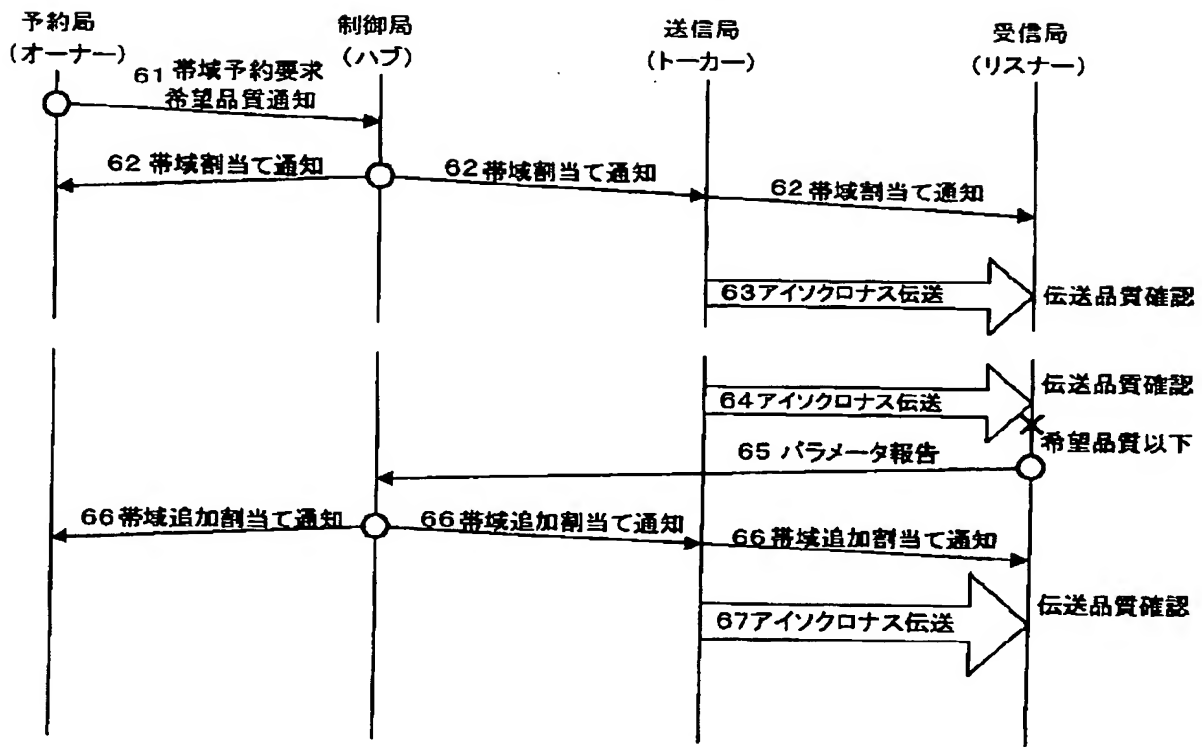 予約局
(オーナー)
制御局
(ハブ)
送信局
(トーカー)
受信局
(リスナー)
61 帯域予約要求
希望品質通知
62 帯域割当て通知
62 帯域割当て通知
62 帯域割当て通知
63アイソクロナス伝送
伝送品質確認
64アイソクロナス伝送
伝送品質確認
希望品質以下
65 パラメータ報告
66帯域追加割当て通知
66帯域追加割当て通知
66帯域追加割当て通知
67アイソクロナス伝送
伝送品質確認